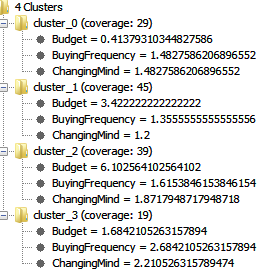 4 Clusters
cluster_0 (coverage: 29)
Budget = 0.41379310344827586
BuyingFrequency = 1.4827586206896552
ChangingMind = 1.4827586206896552
cluster_1 (coverage: 45)
Budget = 3.422222222222222
BuyingFrequency = 1.3555555555555556
ChangingMind = 1.2
cluster_2 (coverage: 39)
Budget = 6.102564102564102
BuyingFrequency = 1.6153846153846154
ChangingMind = 1.8717948717948718
cluster_3 (coverage: 19)
Budget = 1.6842105263157894
BuyingFrequency = 2.6842105263157894
ChangingMind = 2.210526315789474